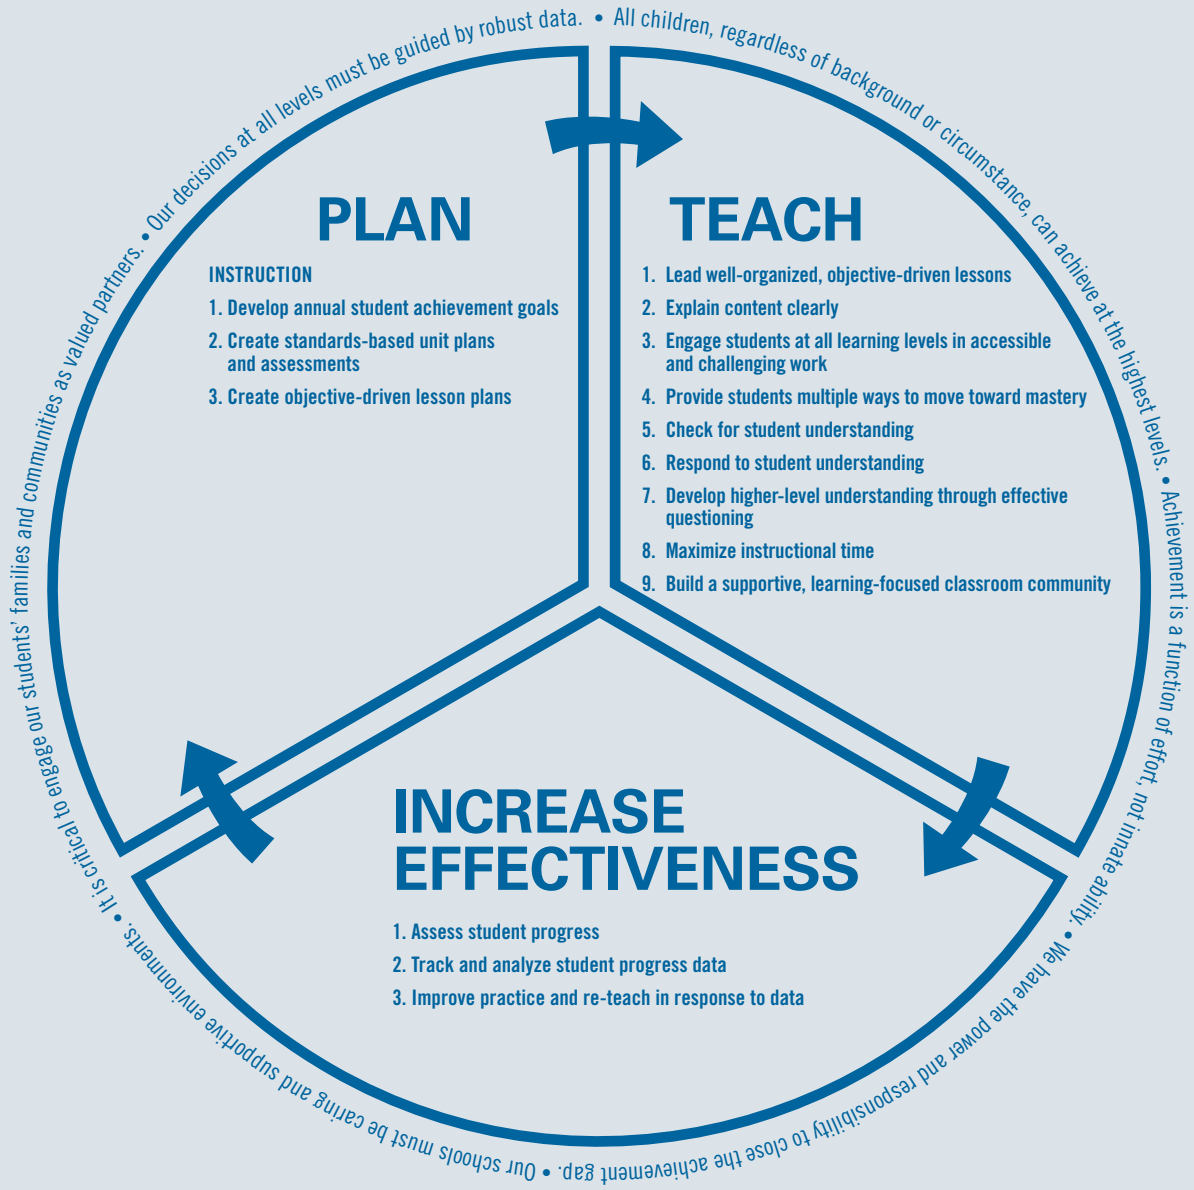 All children, regardless of background or circumstance, can achieve at the highest levels. • Achievement is a function of effort, not innate ability. • We have the power and responsibility to close the achievement gap. • Our schools must be caring and supportive environments. • It is critical to engage our students’ families and communities as valued partners. • Our decisions at all levels must be guided by robust data. •
PLAN
INSTRUCTION
1. Develop annual student achievement goals
2. Create standards-based unit plans
and assessments
3. Create objective-driven lesson plans
TEACH
1. Lead well-organized, objective-driven lessons
2. Explain content clearly
3. Engage students at all learning levels in accessible
and challenging work
4. Provide students multiple ways to move toward mastery
5. Check for student understanding
6. Respond to student understanding
7. Develop higher-level understanding through effective
questioning
8. Maximize instructional time
9. Build a supportive, learning-focused classroom community
INCREASE
EFFECTIVENESS
1. Assess student progress
2. Track and analyze student progress data
3. Improve practice and re-teach in response to data